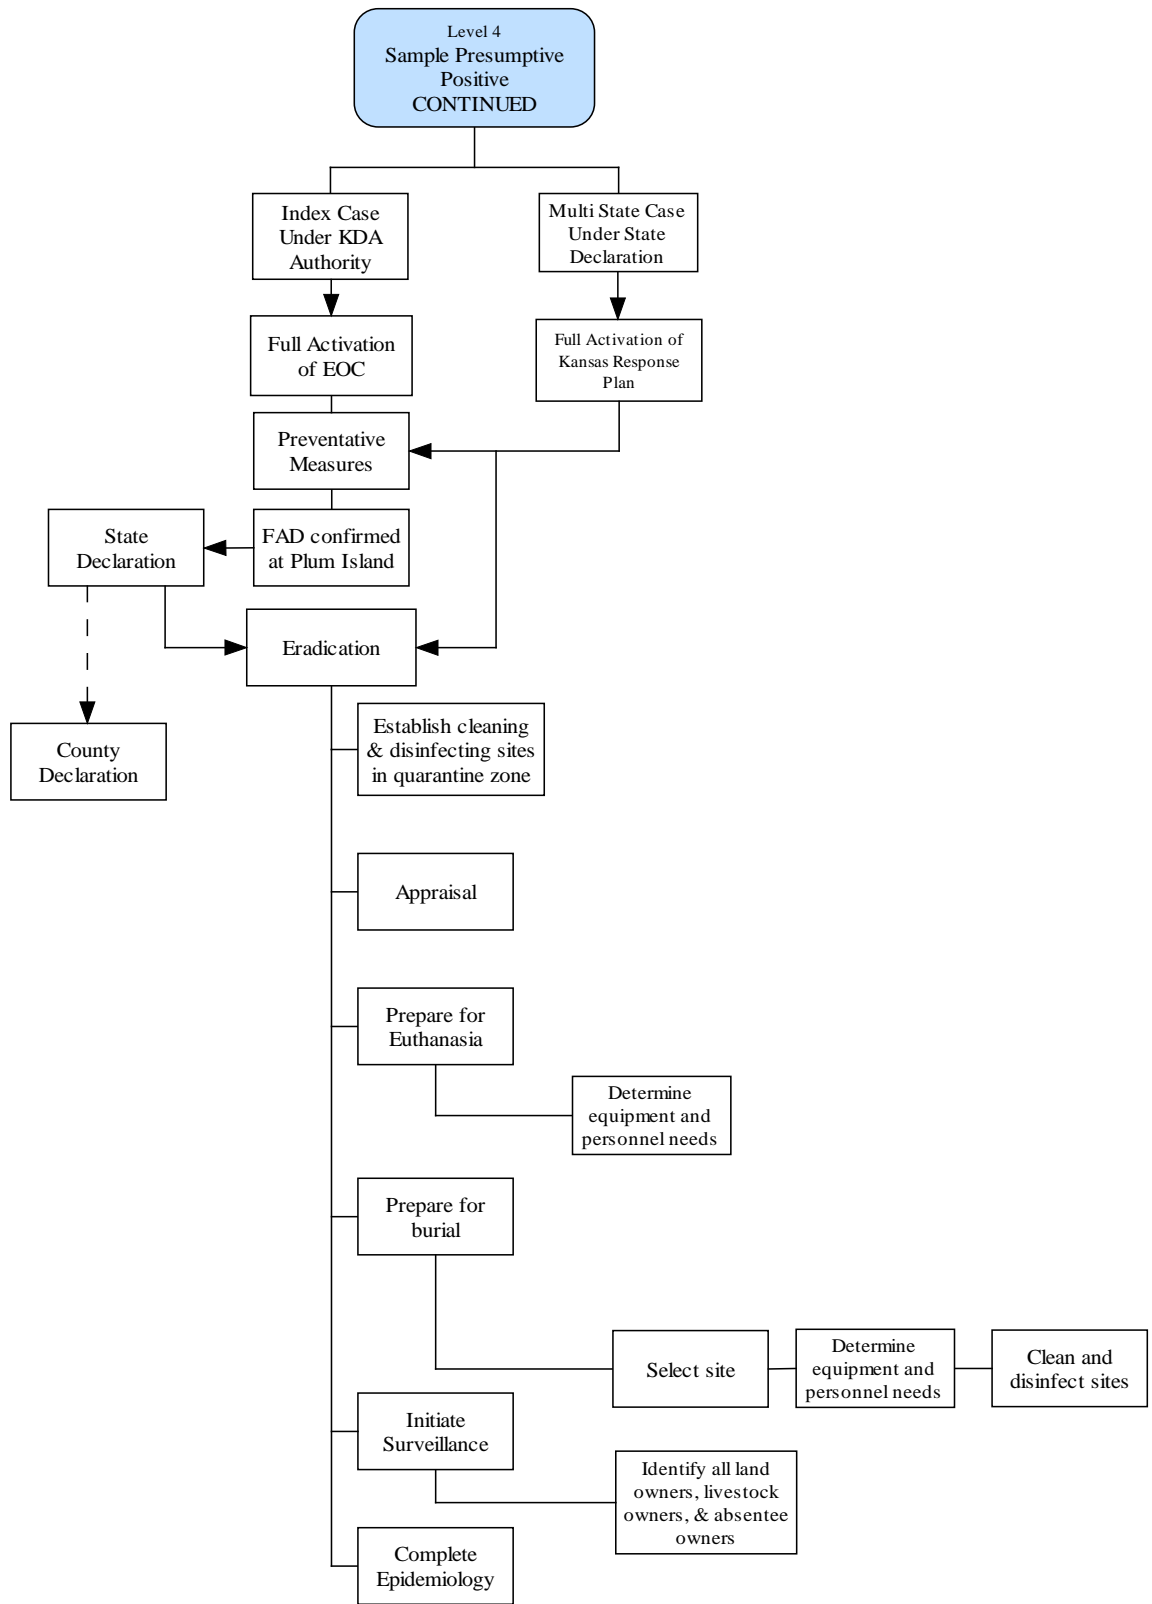 Level 4
Sample Presumptive
Positive
CONTINUED
Index Case
Under KDA
Authority
Multi State Case
Under State
Declaration
Full Activation
of EOC
Full Activation of
Kansas Response
Plan
Preventative
Measures
State
Declaration
FAD confirmed
at Plum Island
Eradication
County
Declaration
Establish cleaning
& disinfecting sites
in quarantine zone
Appraisal
Prepare for
Euthanasia
Determine
equipment and
personnel needs
Prepare for
burial
Select site
Determine
equipment and
personnel needs
Clean and
disinfect sites
Initiate
Surveillance
Identify all land
owners, livestock
owners, & absentee
owners
Complete
Epidemiology